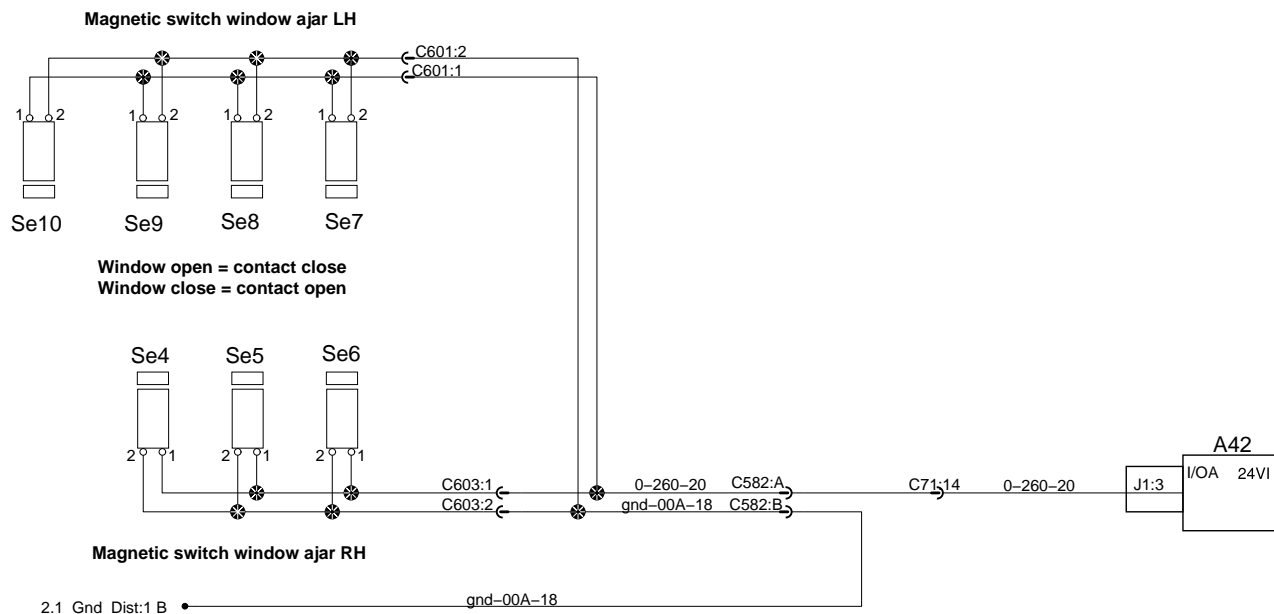 Magnetic switch window ajar LH
C601:2
C601:1
1 2 1 2 1 2 1 2
Se10 Se9 Se8 Se7
Window open = contact close
Window close = contact open
Se4 Se5 Se6
2 1 2 1 2 1
A42
I/OA 24VI
C603:1 0-260-20 C582:A C71:14 0-260-20 J1:3
C603:2 gnd-00A-18 C582:B
Magnetic switch window ajar RH
2.1 Gnd Dist:1 B gnd-00A-18